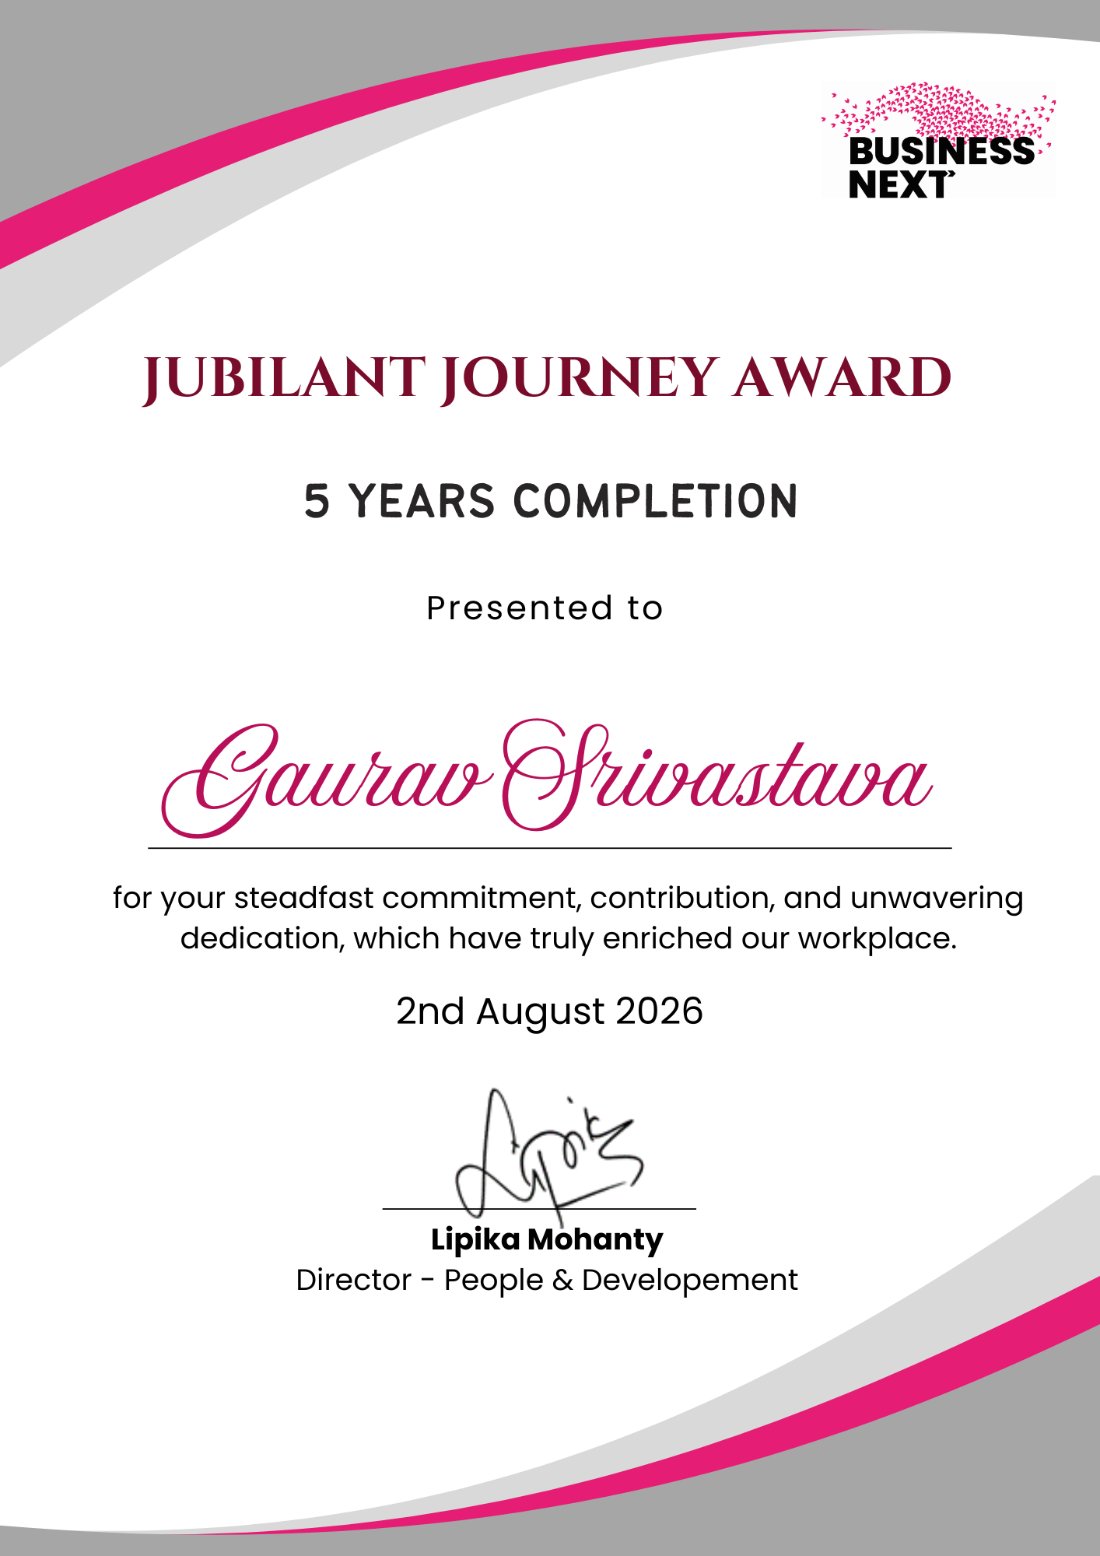 BUSINESS
NEXT
JUBILANT JOURNEY AWARD
5 YEARS COMPLETION
Presented to
Gaurav Srivastava
for your steadfast commitment, contribution, and unwavering
dedication, which have truly enriched our workplace.
2nd August 2026
Lipika
Lipika Mohanty
Director - People & Developement